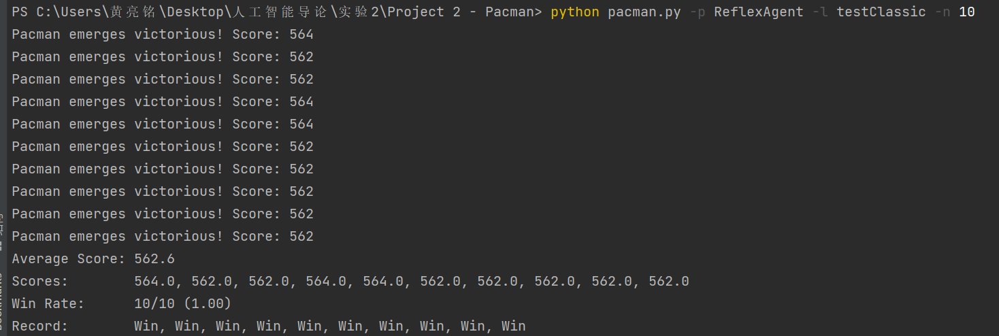 PS C:\Users\黄亮铭\Desktop\人工智能导论\实验2\Project 2 - Pacman> python pacman.py -p ReflexAgent -l testClassic -n 10
Pacman emerges victorious! Score: 564
Pacman emerges victorious! Score: 562
Pacman emerges victorious! Score: 562
Pacman emerges victorious! Score: 564
Pacman emerges victorious! Score: 564
Pacman emerges victorious! Score: 562
Pacman emerges victorious! Score: 562
Pacman emerges victorious! Score: 562
Pacman emerges victorious! Score: 562
Pacman emerges victorious! Score: 562
Average Score: 562.6
Scores:        564.0, 562.0, 562.0, 564.0, 564.0, 562.0, 562.0, 562.0, 562.0, 562.0
Win Rate:      10/10 (1.00)
Record:        Win, Win, Win, Win, Win, Win, Win, Win, Win, Win